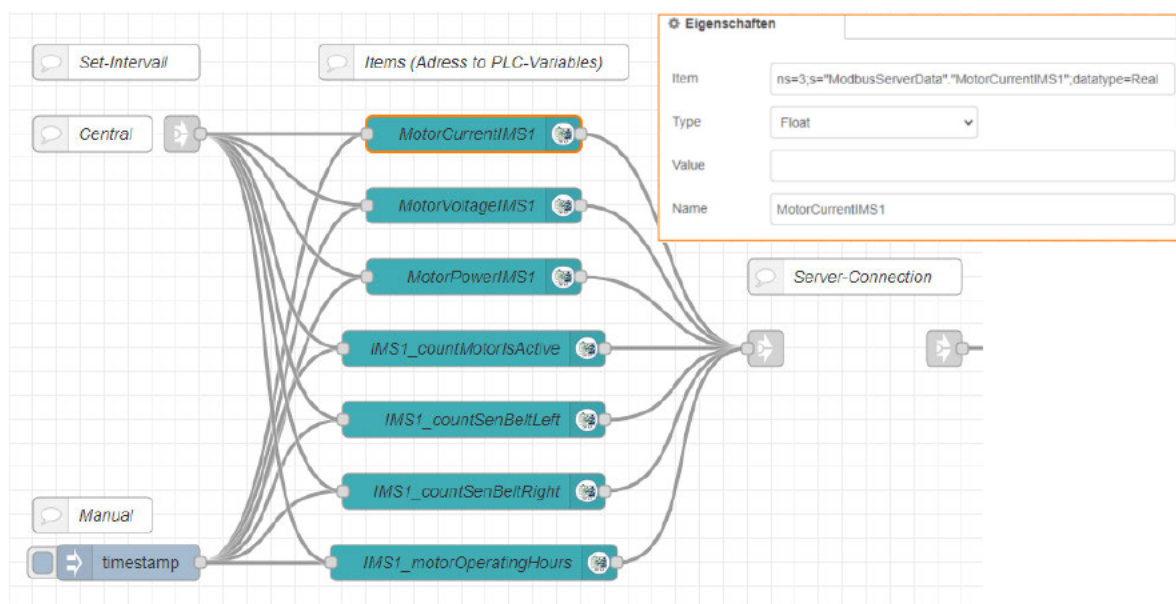 Set-Intervall
Items (Adress to PLC-Variables)
Eigenschaften
Item
ns=3;s="ModbusServerData"."MotorCurrentIMS1";datatype=Real
Type
Float
Value
Name
MotorCurrentIMS1
Central
MotorCurrentIMS1
MotorVoltageIMS1
MotorPowerIMS1
Server-Connection
IMS1_countMotorIsActive
IMS1_countSenBeltLeft
IMS1_countSenBeltRight
Manual
timestamp
IMS1_motorOperatingHours